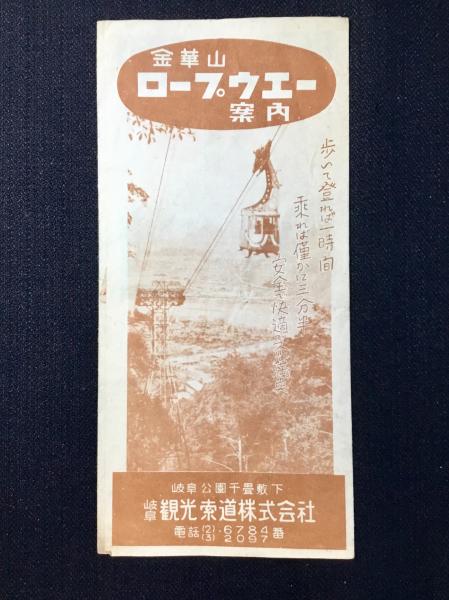 金華山
ロープウエー
案内
歩いて登れば一時間
乗れば僅かに三分半
安全快適な
岐阜公園千畳敷下
岐阜観光索道株式会社
電話(2)・6784番
(3) 2097